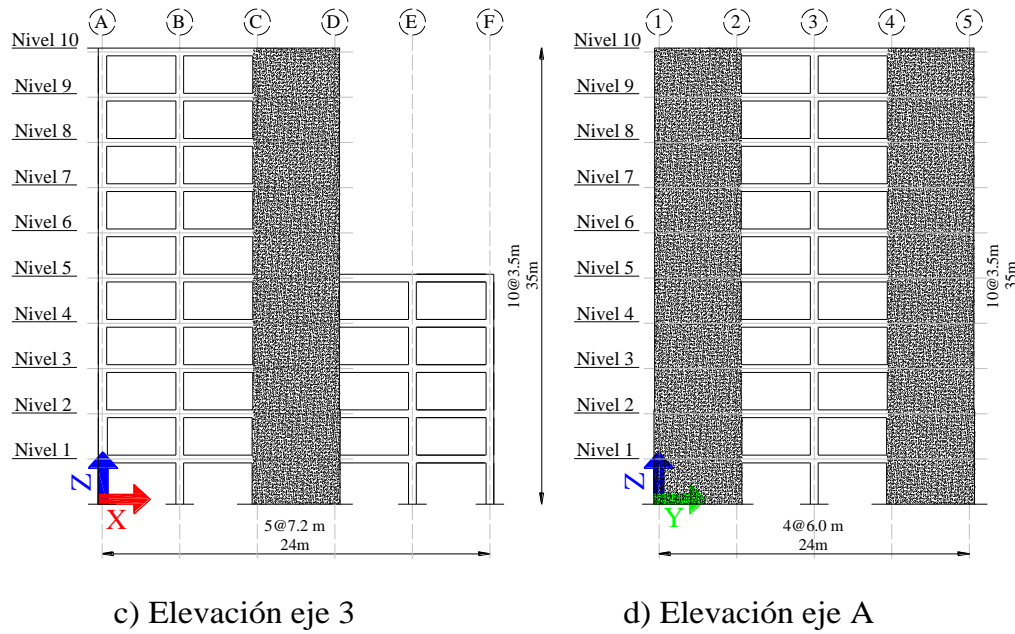 A B C D E F
Nivel 10
Nivel 9
Nivel 8
Nivel 7
Nivel 6
Nivel 5
Nivel 4
Nivel 3
Nivel 2
Nivel 1
Z
X
10@3.5m
35m
5@7.2 m
24m
c) Elevación eje 3
1 2 3 4 5
Nivel 10
Nivel 9
Nivel 8
Nivel 7
Nivel 6
Nivel 5
Nivel 4
Nivel 3
Nivel 2
Nivel 1
Z
Y
10@3.5m
35m
4@6.0 m
24m
d) Elevación eje A